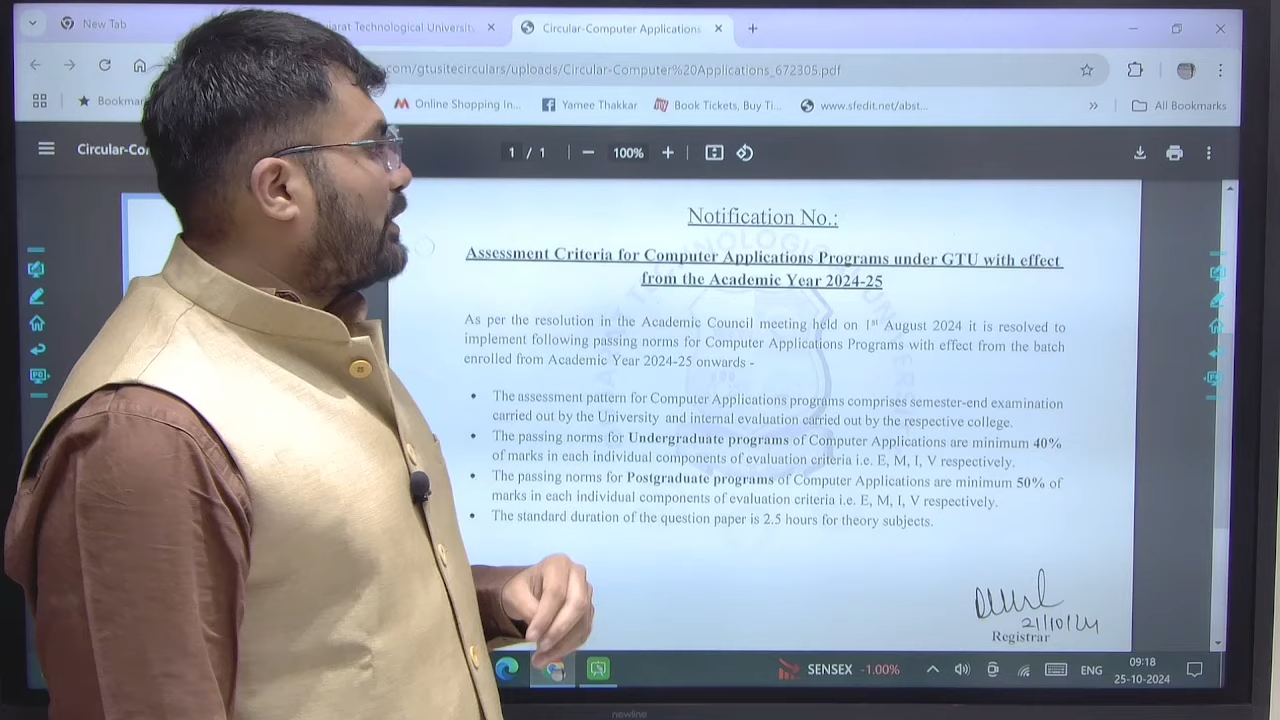 New Tab
arat Technological Universit
Circular-Computer Applications
.com/gtusitecirculars/uploads/Circular-Computer%20Applications_672305.pdf
Bookmar
Online Shopping In...
Yamee Thakkar
Book Tickets, Buy Ti...
www.sfedit.net/abst...
All Bookmarks
Circular-Co
1 / 1
100%
Notification No.:
Assessment Criteria for Computer Applications Programs under GTU with effect
from the Academic Year 2024-25
As per the resolution in the Academic Council meeting held on 1st August 2024 it is resolved to
implement following passing norms for Computer Applications Programs with effect from the batch
enrolled from Academic Year 2024-25 onwards -
• The assessment pattern for Computer Applications programs comprises semester-end examination
carried out by the University and internal evaluation carried out by the respective college.
• The passing norms for Undergraduate programs of Computer Applications are minimum 40%
of marks in each individual components of evaluation criteria i.e. E, M, I, V respectively.
• The passing norms for Postgraduate programs of Computer Applications are minimum 50% of
marks in each individual components of evaluation criteria i.e. E, M, I, V respectively.
• The standard duration of the question paper is 2.5 hours for theory subjects.
21/10/24
Registrar
SENSEX -1.00%
ENG
09:18
25-10-2024
newline